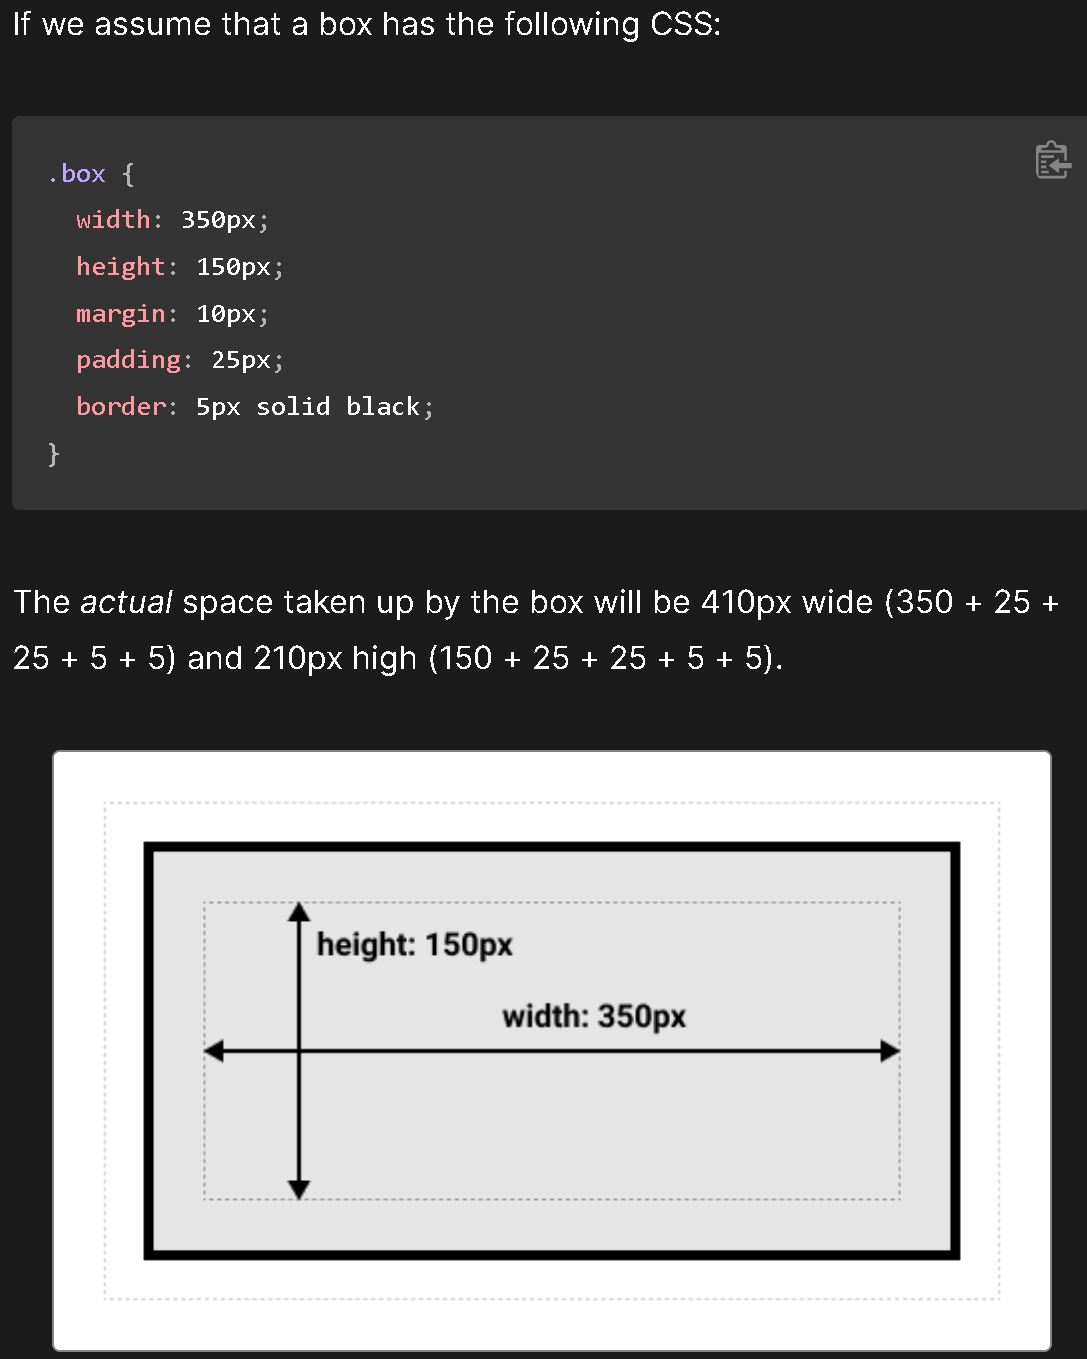 If we assume that a box has the following CSS:
.box {
  width: 350px;
  height: 150px;
  margin: 10px;
  padding: 25px;
  border: 5px solid black;
}
The actual space taken up by the box will be 410px wide (350 + 25 +
25 + 5 + 5) and 210px high (150 + 25 + 25 + 5 + 5).
height: 150px
width: 350px